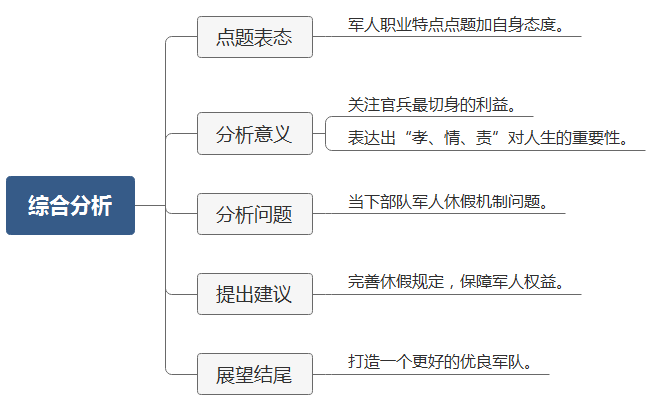 综合分析
点题表态
军人职业特点点题加自身态度。
分析意义
关注官兵最切身的利益。
表达出“孝、情、责”对人生的重要性。
分析问题
当下部队军人休假机制问题。
提出建议
完善休假规定，保障军人权益。
展望结尾
打造一个更好的优良军队。